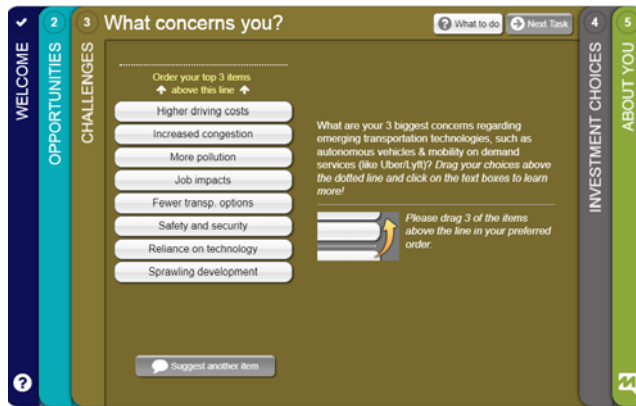 WELCOME
2
OPPORTUNITIES
3
CHALLENGES
What concerns you?
What to do
Next Task
Order your top 3 items
above this line
Higher driving costs
Increased congestion
More pollution
Job impacts
Fewer transp. options
Safety and security
Reliance on technology
Sprawling development
Suggest another item
What are your 3 biggest concerns regarding
emerging transportation technologies, such as
autonomous vehicles & mobility on demand
services (like Uber/Lyft)? Drag your choices above
the dotted line and click on the text boxes to learn
more!
Please drag 3 of the items
above the line in your preferred
order.
4
INVESTMENT CHOICES
5
ABOUT YOU